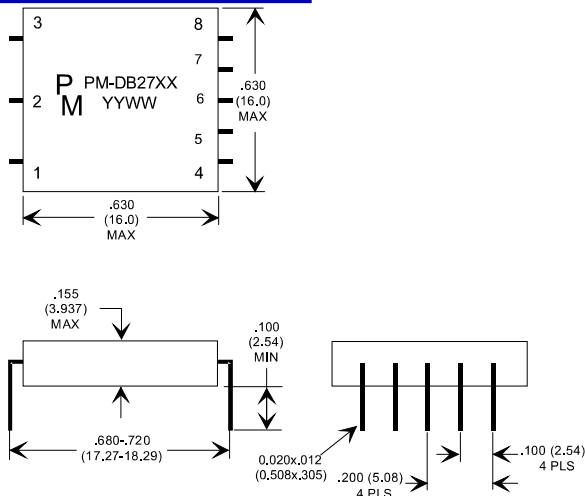 3 8
7
P M PM-DB27XX
YYWW
2 6
5
1 4
.630
(16.0)
MAX
.630
(16.0)
MAX
.155
(3.937)
MAX
.100
(2.54)
MIN
.680-.720
(17.27-18.29)
0.020x.012
(0.508x.305)
.200 (5.08)
4 PLS
.100 (2.54)
4 PLS